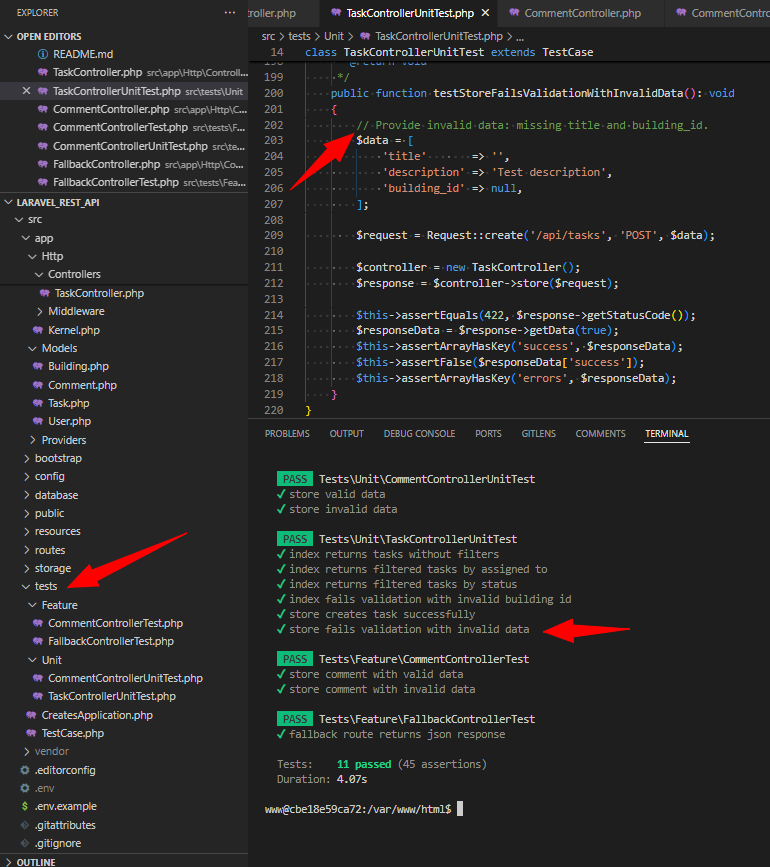 EXPLORER
···
OPEN EDITORS
README.md
TaskController.php src\app\Http\Controll...
TaskControllerUnitTest.php src\tests\Unit
CommentController.php src\app\Http\C...
CommentControllerTest.php src\tests\F...
CommentControllerUnitTest.php src\te...
FallbackController.php src\app\Http\Co...
FallbackControllerTest.php src\tests\Fea...
LARAVEL_REST_API
src
app
Http
Controllers
TaskController.php
Middleware
Kernel.php
Models
Building.php
Comment.php
Task.php
User.php
Providers
bootstrap
config
database
public
resources
routes
storage
tests
Feature
CommentControllerTest.php
FallbackControllerTest.php
Unit
CommentControllerUnitTest.php
TaskControllerUnitTest.php
CreatesApplication.php
TestCase.php
vendor
.editorconfig
.env
.env.example
.gitattributes
.gitignore
OUTLINE
troller.php TaskControllerUnitTest.php CommentController.php CommentCont
src > tests > Unit > TaskControllerUnitTest.php > ...
14 class TaskControllerUnitTest extends TestCase
198 @return void
199 */
200 public function testStoreFailsValidationWithInvalidData(): void
201 {
202 // Provide invalid data: missing title and building_id.
203 $data = [
204 'title' => '',
205 'description' => 'Test description',
206 'building_id' => null,
207 ];
208
209 $request = Request::create('/api/tasks', 'POST', $data);
210
211 $controller = new TaskController();
212 $response = $controller->store($request);
213
214 $this->assertEquals(422, $response->getStatusCode());
215 $responseData = $response->getData(true);
216 $this->assertArrayHasKey('success', $responseData);
217 $this->assertFalse($responseData['success']);
218 $this->assertArrayHasKey('errors', $responseData);
219 }
220 }
PROBLEMS OUTPUT DEBUG CONSOLE PORTS GITLENS COMMENTS TERMINAL
PASS Tests\Unit\CommentControllerUnitTest
✓ store valid data
✓ store invalid data
PASS Tests\Unit\TaskControllerUnitTest
✓ index returns tasks without filters
✓ index returns filtered tasks by assigned to
✓ index returns filtered tasks by status
✓ index fails validation with invalid building id
✓ store creates task successfully
✓ store fails validation with invalid data
PASS Tests\Feature\CommentControllerTest
✓ store comment with valid data
✓ store comment with invalid data
PASS Tests\Feature\FallbackControllerTest
✓ fallback route returns json response
Tests: 11 passed (45 assertions)
Duration: 4.07s
www@cbe18e59ca72:/var/www/html$